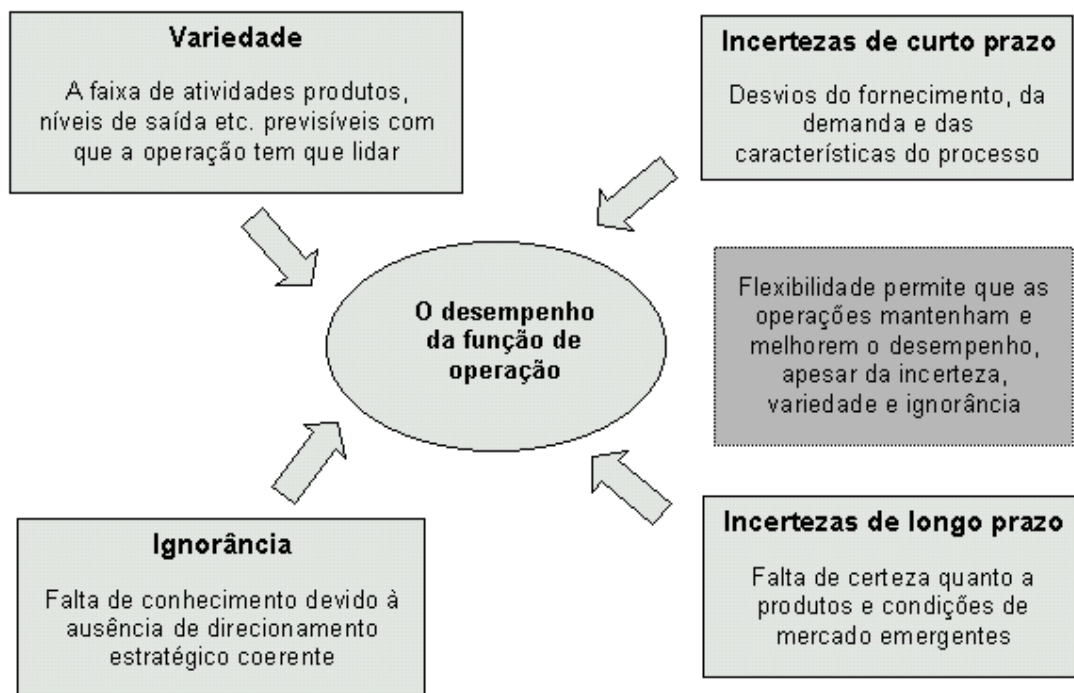 Variedade
A faixa de atividades produtos,
níveis de saída etc. previsíveis com
que a operação tem que lidar
Incertezas de curto prazo
Desvios do fornecimento, da
demanda e das
características do processo
O desempenho
da função de
operação
Flexibilidade permite que as
operações mantenham e
melhorem o desempenho,
apesar da incerteza,
variedade e ignorância
Ignorância
Falta de conhecimento devido à
ausência de direcionamento
estratégico coerente
Incertezas de longo prazo
Falta de certeza quanto a
produtos e condições de
mercado emergentes